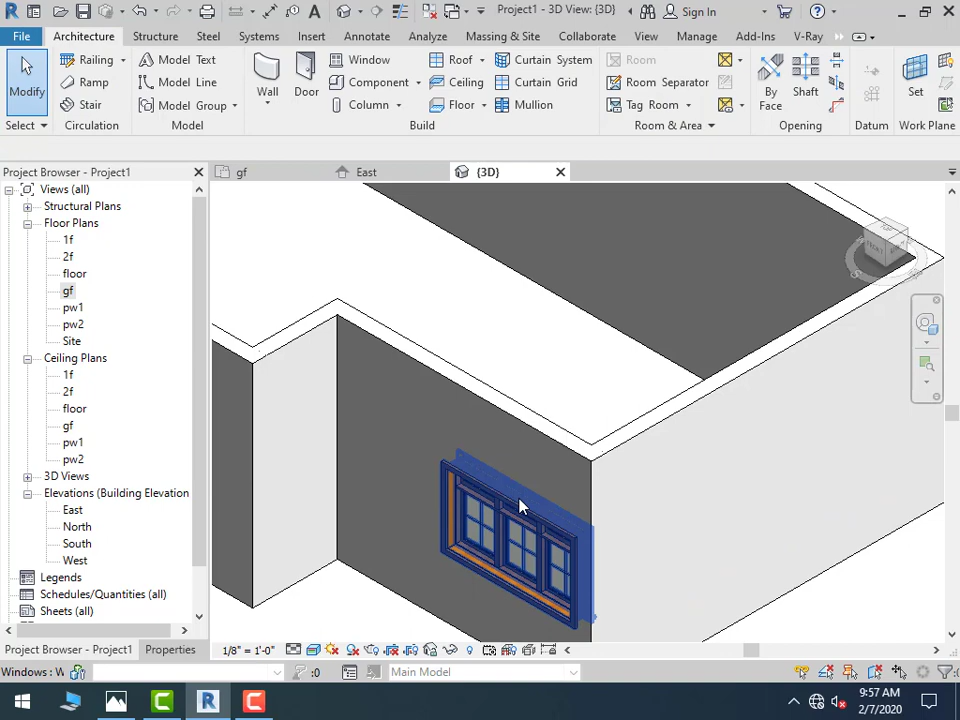 Project1 - 3D View: {3D}
Sign In
File
Architecture
Structure
Steel
Systems
Insert
Annotate
Analyze
Massing & Site
Collaborate
View
Manage
Add-Ins
V-Ray
Modify
Select
Railing
Ramp
Stair
Circulation
Model Text
Model Line
Model Group
Model
Wall
Door
Window
Component
Column
Roof
Ceiling
Floor
Curtain System
Curtain Grid
Mullion
Build
Room
Room Separator
Tag Room
Room & Area
By Face
Shaft
Opening
Datum
Set
Work Plane
Project Browser - Project1
gf
East
{3D}
Views (all)
Structural Plans
Floor Plans
1f
2f
floor
gf
pw1
pw2
Site
Ceiling Plans
1f
2f
floor
gf
pw1
pw2
3D Views
Elevations (Building Elevation
East
North
South
West
Legends
Schedules/Quantities (all)
Sheets (all)
Project Browser - Project1
Properties
1/8" = 1'-0"
Windows : W
:0
Main Model
9:57 AM
2/7/2020